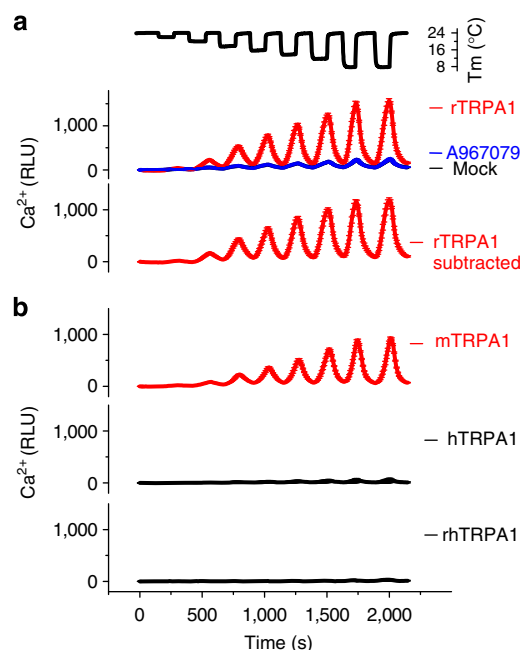 a
24
16
8
Tm (°C)
1,000
0
rTRPA1
A967079
Mock
Ca²⁺ (RLU)
1,000
0
rTRPA1
subtracted
b
1,000
0
mTRPA1
1,000
0
hTRPA1
Ca²⁺ (RLU)
1,000
0
rhTRPA1
0 500 1,000 1,500 2,000
Time (s)